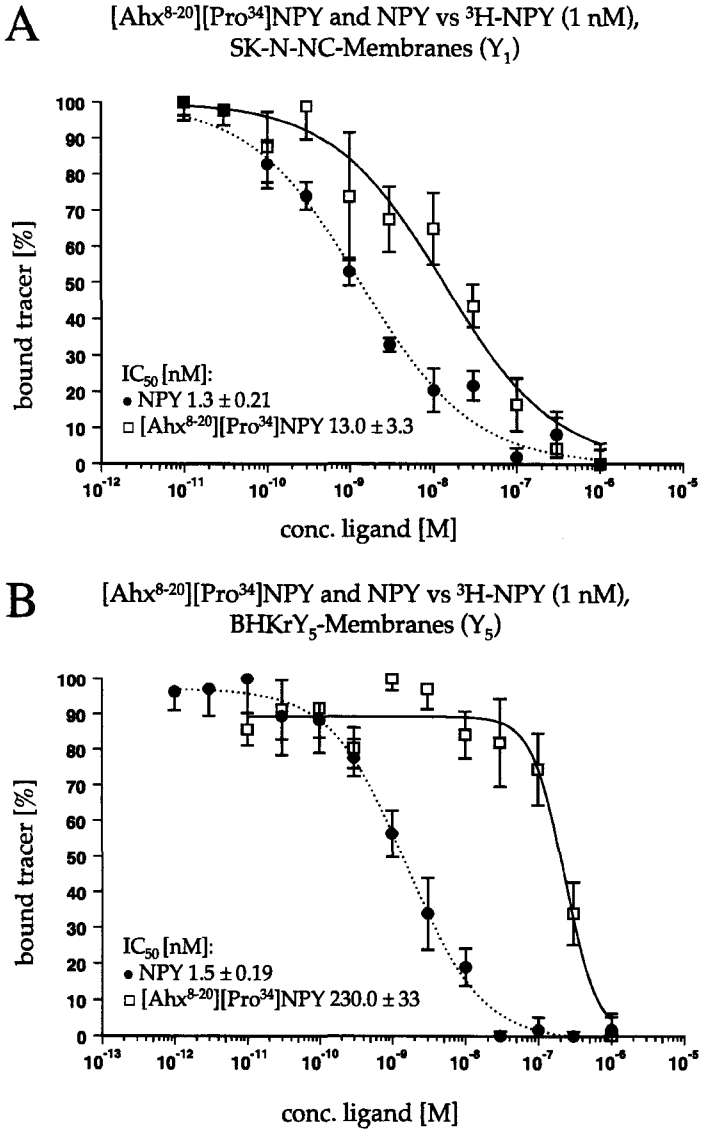 A
[Ahx⁸⁻²⁰][Pro³⁴]NPY and NPY vs ³H-NPY (1 nM),
SK-N-NC-Membranes (Y₁)
100
90
80
70
60
50
40
30
20
10
0
bound tracer [%]
IC₅₀ [nM]:
● NPY 1.3 ± 0.21
□ [Ahx⁸⁻²⁰][Pro³⁴]NPY 13.0 ± 3.3
10⁻¹² 10⁻¹¹ 10⁻¹⁰ 10⁻⁹ 10⁻⁸ 10⁻⁷ 10⁻⁶ 10⁻⁵
conc. ligand [M]
B
[Ahx⁸⁻²⁰][Pro³⁴]NPY and NPY vs ³H-NPY (1 nM),
BHKrY₅-Membranes (Y₅)
100
90
80
70
60
50
40
30
20
10
0
bound tracer [%]
IC₅₀ [nM]:
● NPY 1.5 ± 0.19
□ [Ahx⁸⁻²⁰][Pro³⁴]NPY 230.0 ± 33
10⁻¹³ 10⁻¹² 10⁻¹¹ 10⁻¹⁰ 10⁻⁹ 10⁻⁸ 10⁻⁷ 10⁻⁶ 10⁻⁵
conc. ligand [M]